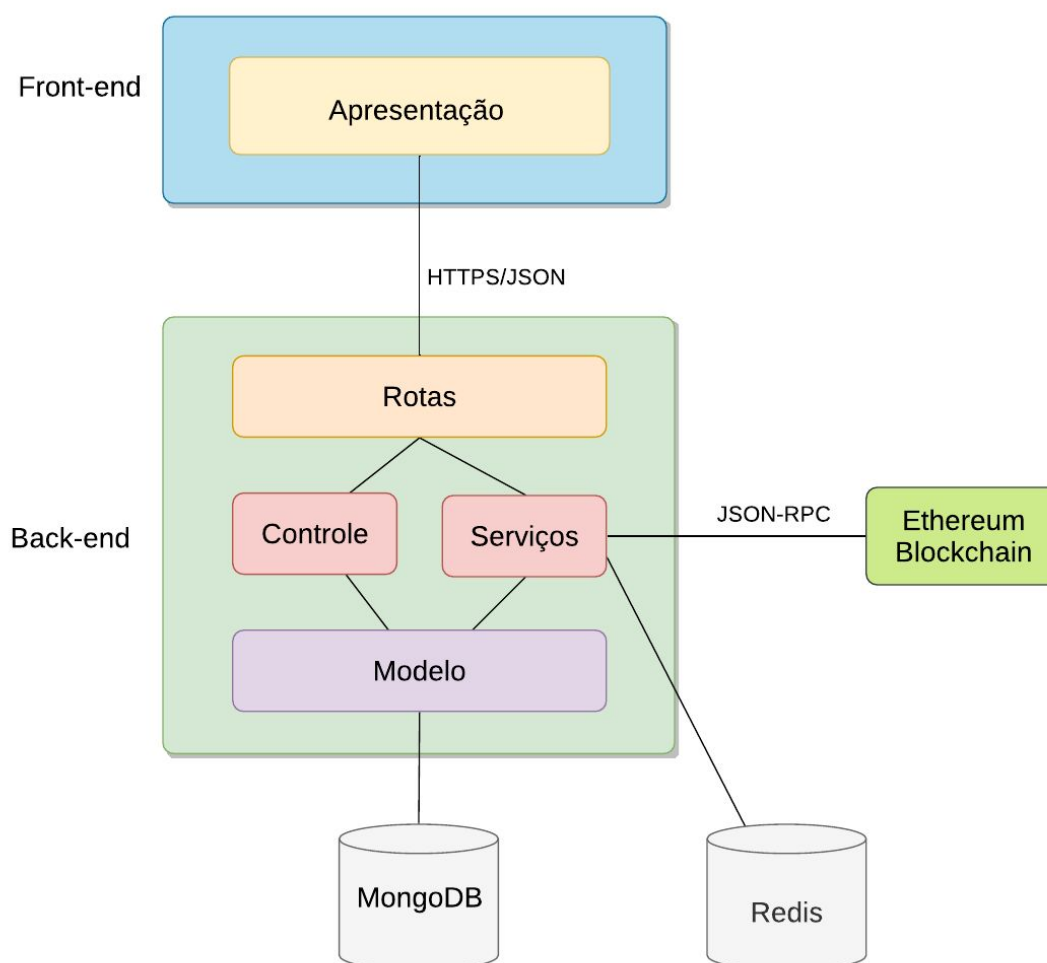 Front-end
Apresentação
HTTPS/JSON
Rotas
Back-end
Controle
Serviços
JSON-RPC
Ethereum
Blockchain
Modelo
MongoDB
Redis